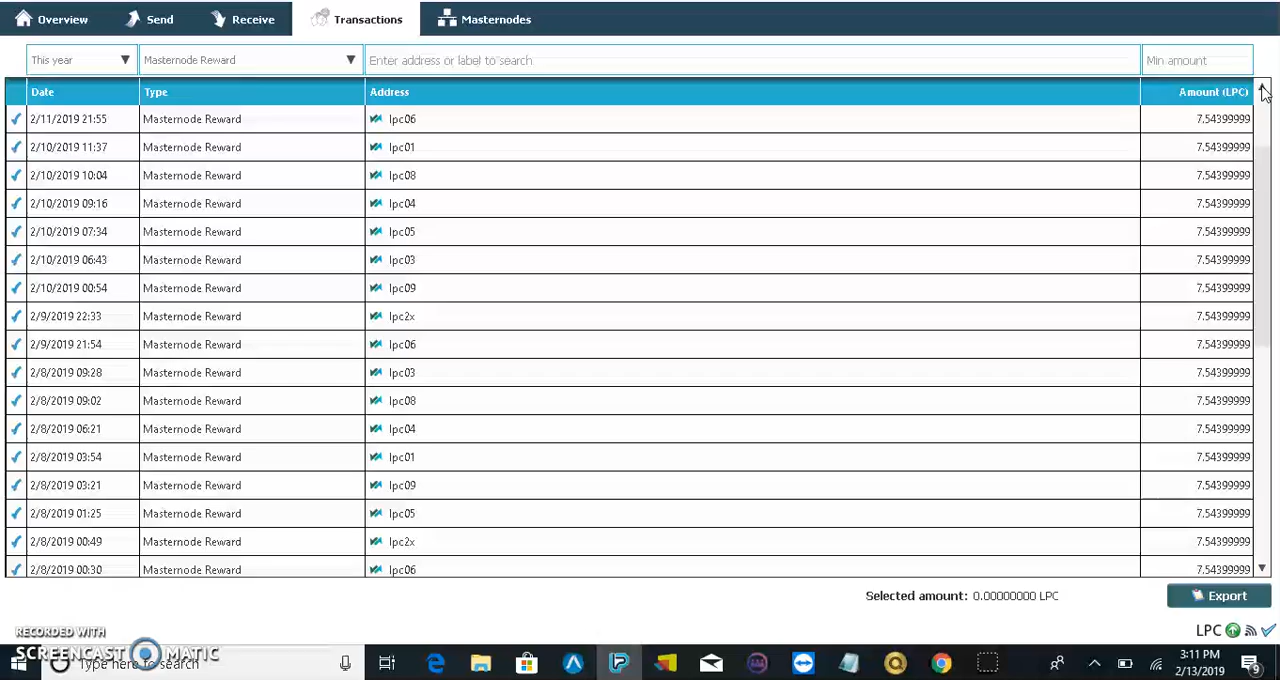 Overview Send Receive Transactions Masternodes
This year Masternode Reward Enter address or label to search Min amount
Date Type Address Amount (LPC)
2/11/2019 21:55 Masternode Reward lpc06 7.54399999
2/10/2019 11:37 Masternode Reward lpc01 7.54399999
2/10/2019 10:04 Masternode Reward lpc08 7.54399999
2/10/2019 09:16 Masternode Reward lpc04 7.54399999
2/10/2019 07:34 Masternode Reward lpc05 7.54399999
2/10/2019 06:43 Masternode Reward lpc03 7.54399999
2/10/2019 00:54 Masternode Reward lpc09 7.54399999
2/9/2019 22:33 Masternode Reward lpc2x 7.54399999
2/9/2019 21:54 Masternode Reward lpc06 7.54399999
2/8/2019 09:28 Masternode Reward lpc03 7.54399999
2/8/2019 09:02 Masternode Reward lpc08 7.54399999
2/8/2019 06:21 Masternode Reward lpc04 7.54399999
2/8/2019 03:54 Masternode Reward lpc01 7.54399999
2/8/2019 03:21 Masternode Reward lpc09 7.54399999
2/8/2019 01:25 Masternode Reward lpc05 7.54399999
2/8/2019 00:49 Masternode Reward lpc2x 7.54399999
2/8/2019 00:30 Masternode Reward lpc06 7.54399999
Selected amount: 0.00000000 LPC Export
LPC
RECORDED WITH
SCREENCAST MATIC
Type here to search
3:11 PM
2/13/2019
9